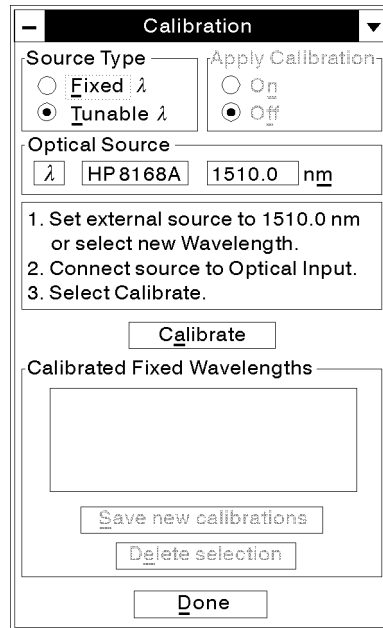 Calibration
Source Type
Fixed λ
Tunable λ
Apply Calibration
On
Off
Optical Source
λ HP 8168A 1510.0 nm
1. Set external source to 1510.0 nm
or select new Wavelength.
2. Connect source to Optical Input.
3. Select Calibrate.
Calibrate
Calibrated Fixed Wavelengths
Save new calibrations
Delete selection
Done